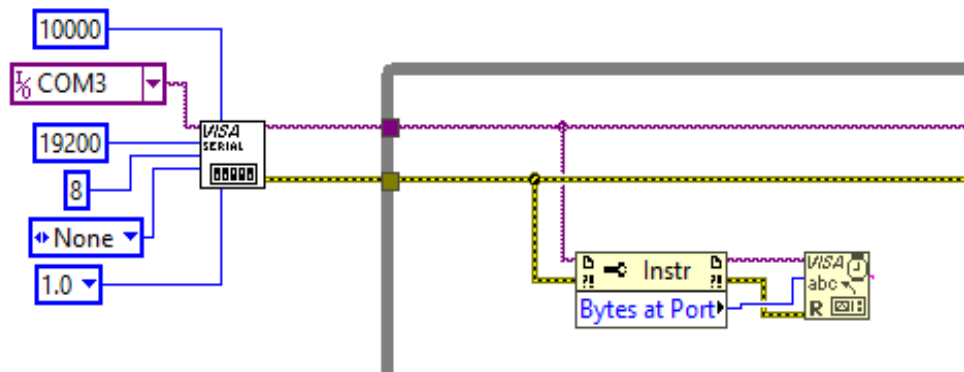 10000
I/O COM3
VISA
SERIAL
19200
8
None
1.0
Instr
Bytes at Port
VISA
abc
R